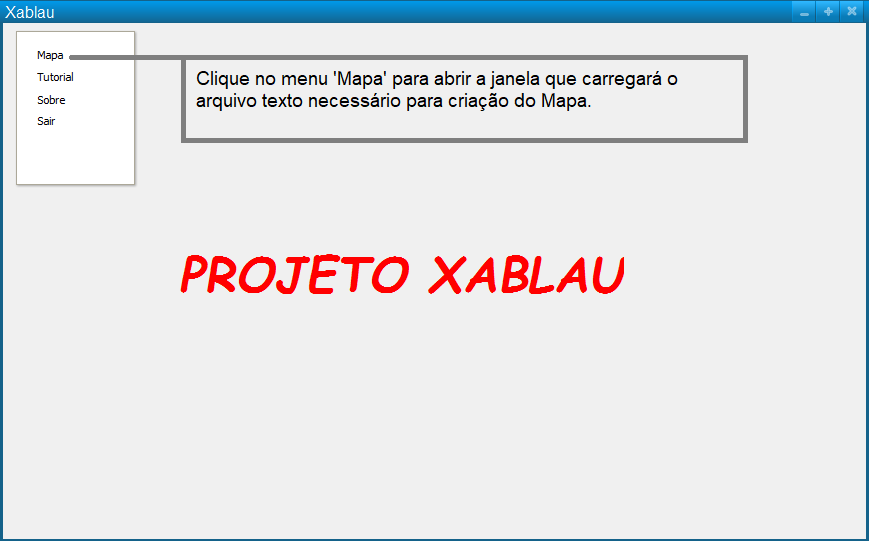 Xablau
Mapa
Tutorial
Sobre
Sair
Clique no menu 'Mapa' para abrir a janela que carregará o
arquivo texto necessário para criação do Mapa.
PROJETO XABLAU